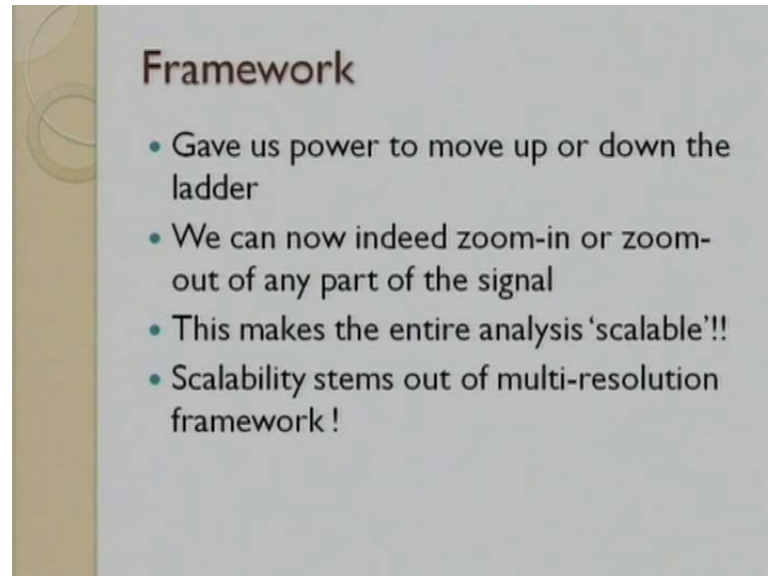 Framework
• Gave us power to move up or down the
ladder
• We can now indeed zoom-in or zoom-
out of any part of the signal
• This makes the entire analysis ‘scalable’!!
• Scalability stems out of multi-resolution
framework !